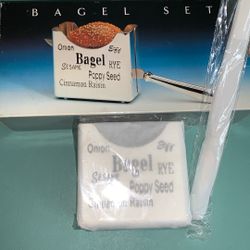 BAGEL SET
Onion Egg
Bagel
SESAME RYE
Poppy Seed
Cinnamon Raisin
Onion Egg
Bagel
SESAME RYE
Poppy Seed
Cinnamon Raisin